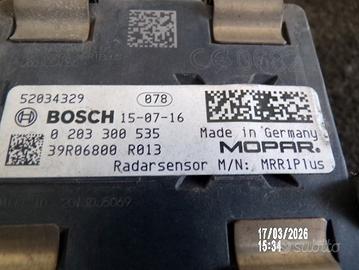 52034329
078
BOSCH 15-07-16
0 203 300 535
Made in Germany
39R06800 R013
MOPAR
Radarsensor M/N: MRR1Plus
17/03/2026
15:34